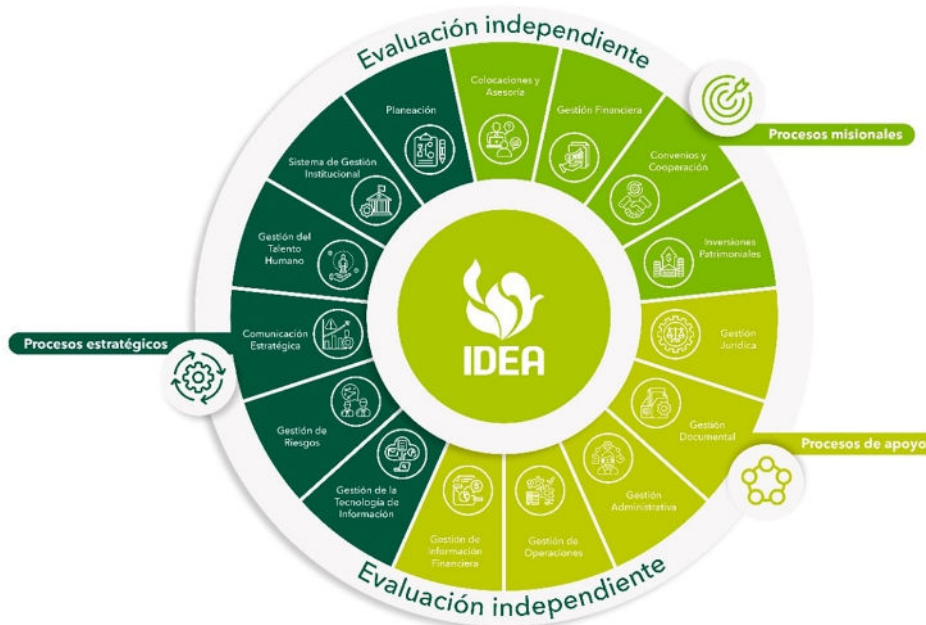 Evaluación independiente
Colocaciones y
Asesoría
Gestión Financiera
Convenios y
Cooperación
Inversiones
Patrimoniales
Procesos misionales
Gestión
Jurídica
Gestión
Documental
Gestión
Administrativa
Gestión de
Operaciones
Gestión de
Información
Financiera
Procesos de apoyo
Gestión de la
Tecnología de
Información
Gestión de
Riesgos
Comunicación
Estratégica
Gestión del
Talento
Humano
Sistema de Gestión
Institucional
Planeación
Procesos estratégicos
IDEA
Evaluación independiente